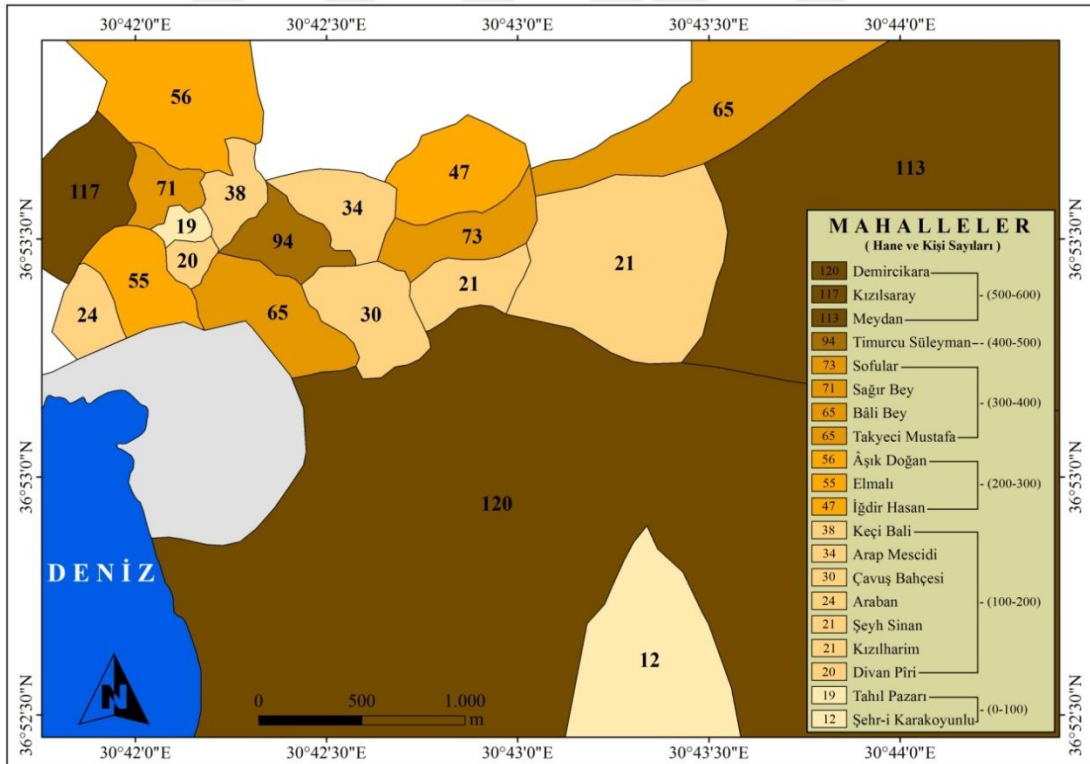 30°42'0"E
30°42'30"E
30°43'0"E
30°43'30"E
30°44'0"E
36°53'30"N
36°53'0"N
36°52'30"N
36°53'30"N
36°53'0"N
36°52'30"N
56
65
117
71
38
47
113
19
34
94
73
20
21
55
21
24
65
30
120
12
DENİZ
N
0 500 1.000
m
MAHALLELER
( Hane ve Kişi Sayıları )
120 Demircikara
117 Kızılsaray - (500-600)
113 Meydan
94 Timurcu Süleyman - (400-500)
73 Sofular
71 Sağır Bey
- (300-400)
65 Bâli Bey
65 Takyeci Mustafa
56 Âşık Doğan
55 Elmalı - (200-300)
47 İğdir Hasan
38 Keçi Bali
34 Arap Mescidi
30 Çavuş Bahçesi
24 Araban - (100-200)
21 Şeyh Sinan
21 Kızılharim
20 Divan Pîri
19 Tahıl Pazarı
- (0-100)
12 Şehr-i Karakoyunlu
30°42'0"E
30°42'30"E
30°43'0"E
30°43'30"E
30°44'0"E